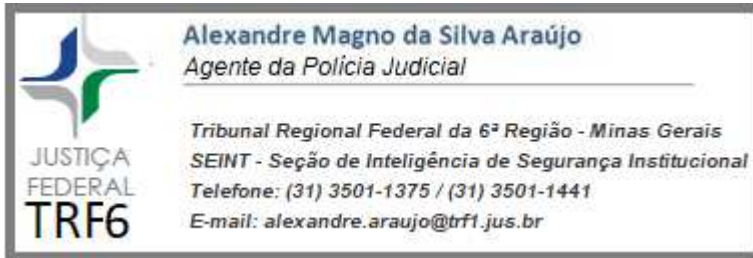 Alexandre Magno da Silva Araújo
Agente da Polícia Judicial
Tribunal Regional Federal da 6ª Região - Minas Gerais
SEINT - Seção de Inteligência de Segurança Institucional
Telefone: (31) 3501-1375 / (31) 3501-1441
E-mail: alexandre.araujo@trf1.jus.br
JUSTIÇA
FEDERAL
TRF6